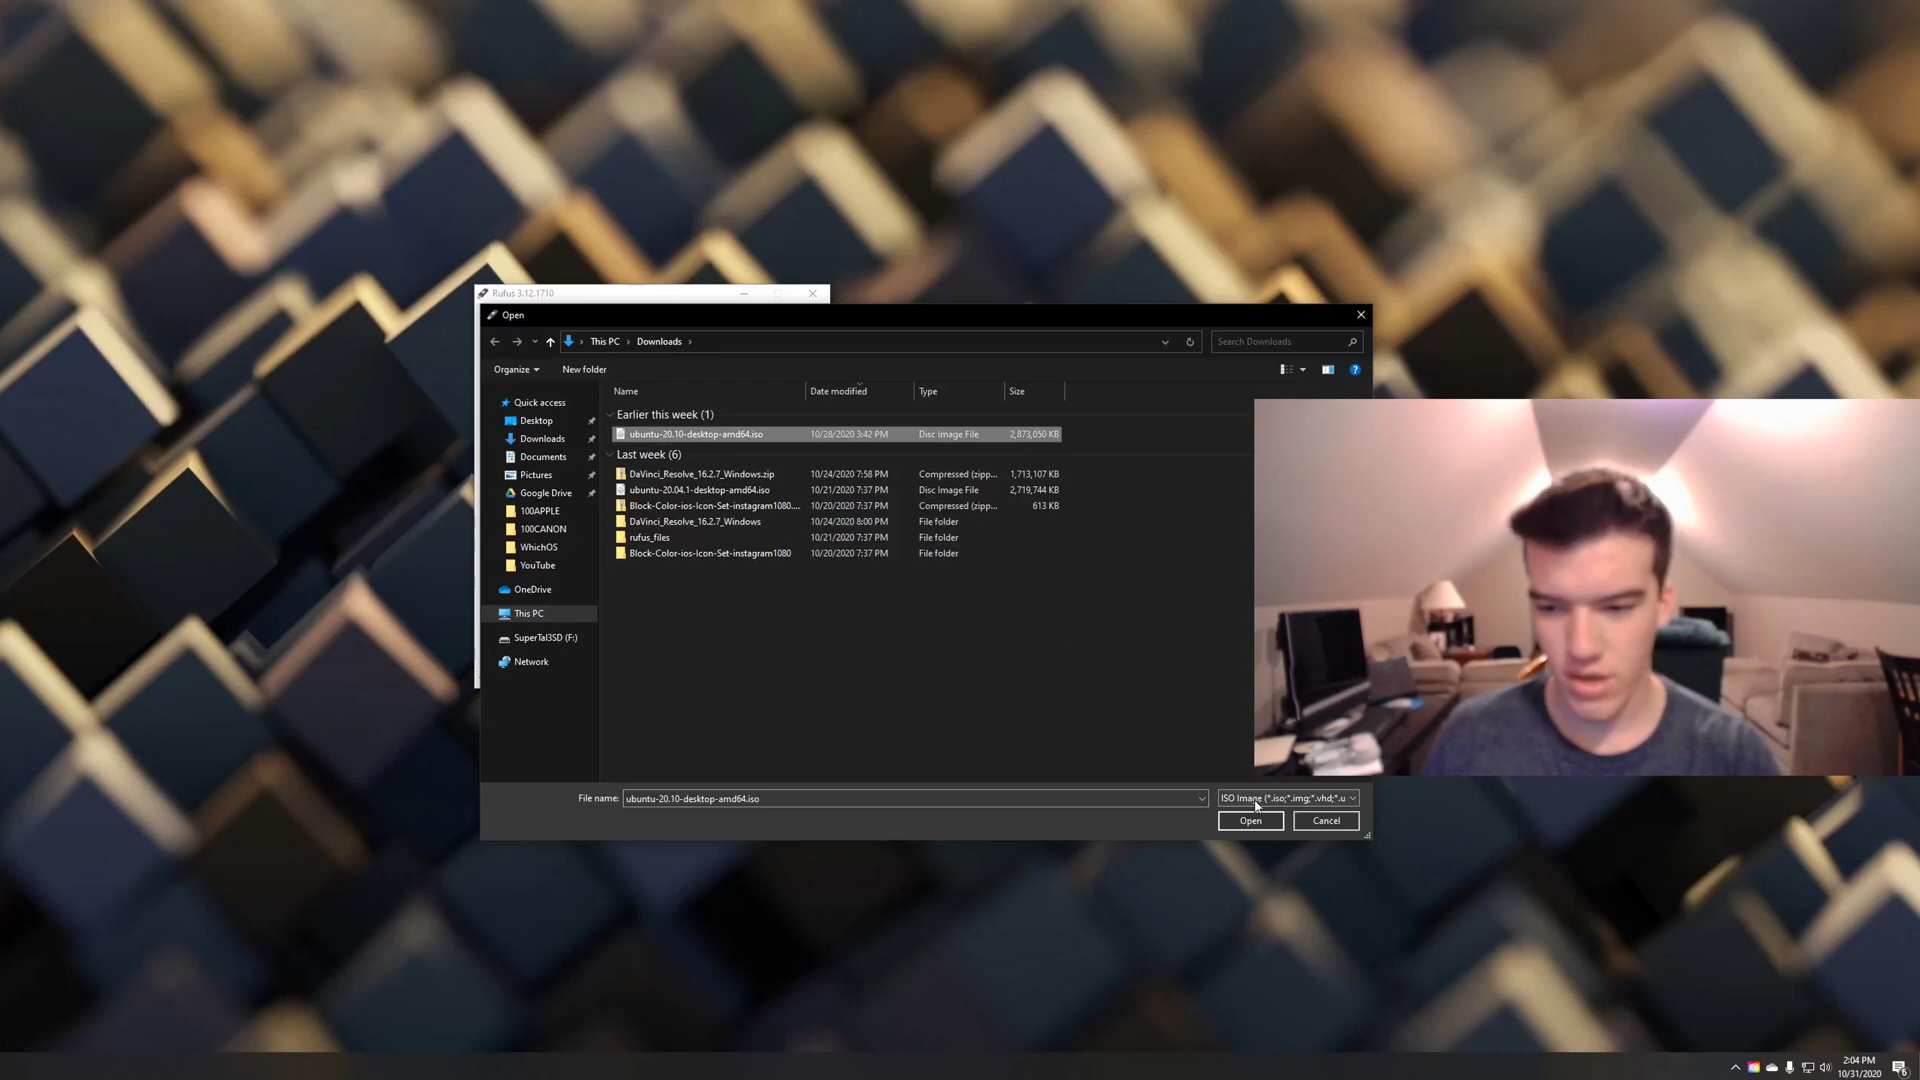 Rufus 3.12.1710
Open
This PC > Downloads >
Search Downloads
Organize
New folder
Name Date modified Type Size
Quick access
Desktop
Downloads
Documents
Pictures
Google Drive
100APPLE
100CANON
WhichOS
YouTube
OneDrive
This PC
SuperTal3SD (F:)
Network
Earlier this week (1)
ubuntu-20.10-desktop-amd64.iso 10/28/2020 3:42 PM Disc Image File 2,873,050 KB
Last week (6)
DaVinci_Resolve_16.2.7_Windows.zip 10/24/2020 7:58 PM Compressed (zipp... 1,713,107 KB
ubuntu-20.04.1-desktop-amd64.iso 10/21/2020 7:37 PM Disc Image File 2,719,744 KB
Block-Color-ios-Icon-Set-instagram1080.... 10/20/2020 7:37 PM Compressed (zipp... 613 KB
DaVinci_Resolve_16.2.7_Windows 10/24/2020 8:00 PM File folder
rufus_files 10/21/2020 7:37 PM File folder
Block-Color-ios-Icon-Set-instagram1080 10/20/2020 7:37 PM File folder
File name: ubuntu-20.10-desktop-amd64.iso
ISO Image (*.iso;*.img;*.vhd;*.u
Open Cancel
2:04 PM
10/31/2020
6